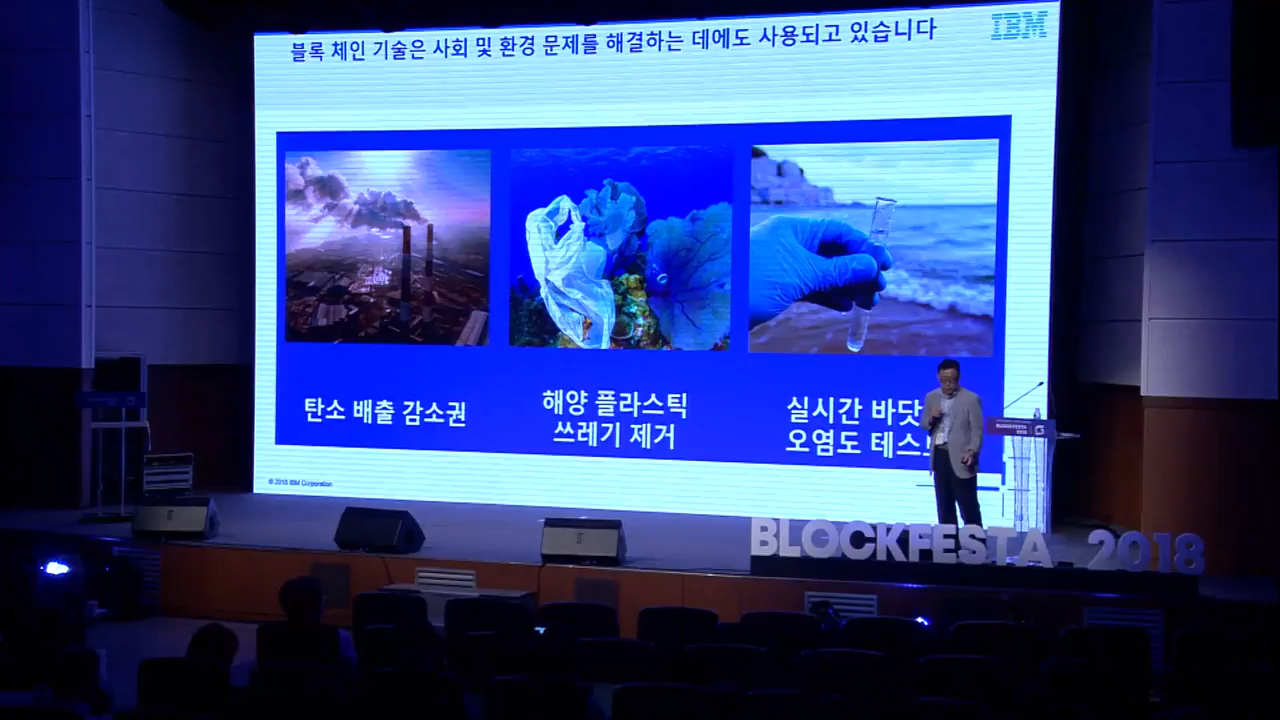 블록 체인 기술은 사회 및 환경 문제를 해결하는 데에도 사용되고 있습니다
IBM
탄소 배출 감소권
해양 플라스틱
쓰레기 제거
실시간 바닷
오염도 테스
© 2018 IBM Corporation
BLOCKFESTA
2018
BLOCKFESTA 2018